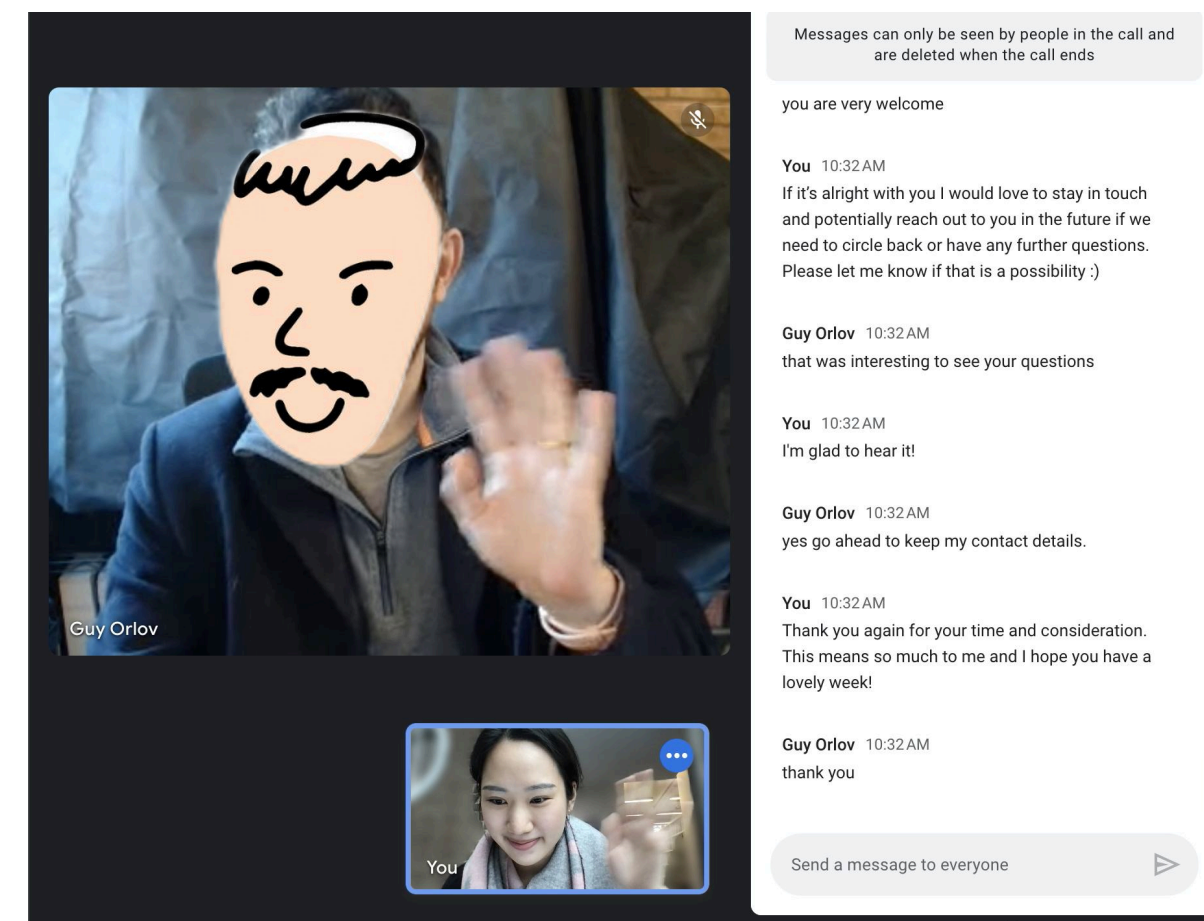 Guy Orlov
You
Messages can only be seen by people in the call and
are deleted when the call ends
you are very welcome
You 10:32 AM
If it's alright with you I would love to stay in touch
and potentially reach out to you in the future if we
need to circle back or have any further questions.
Please let me know if that is a possibility :)
Guy Orlov 10:32 AM
that was interesting to see your questions
You 10:32 AM
I'm glad to hear it!
Guy Orlov 10:32 AM
yes go ahead to keep my contact details.
You 10:32 AM
Thank you again for your time and consideration.
This means so much to me and I hope you have a
lovely week!
Guy Orlov 10:32 AM
thank you
Send a message to everyone